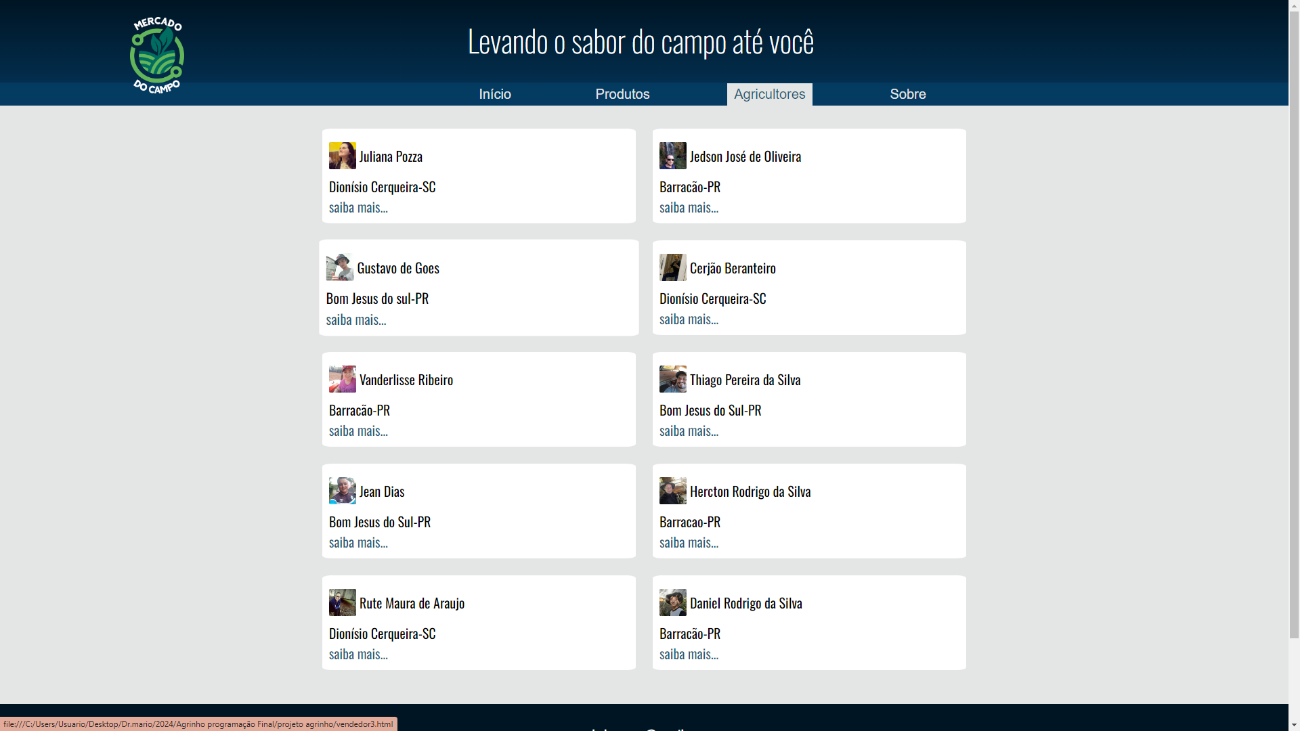 MERCADO
DO CAMPO
Levando o sabor do campo até você
Início
Produtos
Agricultores
Sobre
Juliana Pozza
Dionísio Cerqueira-SC
saiba mais...
Jedson José de Oliveira
Barracão-PR
saiba mais...
Gustavo de Goes
Bom Jesus do sul-PR
saiba mais...
Cerjão Beranteiro
Dionísio Cerqueira-SC
saiba mais...
Vanderlisse Ribeiro
Barracão-PR
saiba mais...
Thiago Pereira da Silva
Bom Jesus do Sul-PR
saiba mais...
Jean Dias
Bom Jesus do Sul-PR
saiba mais...
Hercton Rodrigo da Silva
Barracao-PR
saiba mais...
Rute Maura de Araujo
Dionísio Cerqueira-SC
saiba mais...
Daniel Rodrigo da Silva
Barracão-PR
saiba mais...
file:///C:/Users/Usuario/Desktop/Dr.mario/2024/Agrinho programação Final/projeto agrinho/vendedor3.html